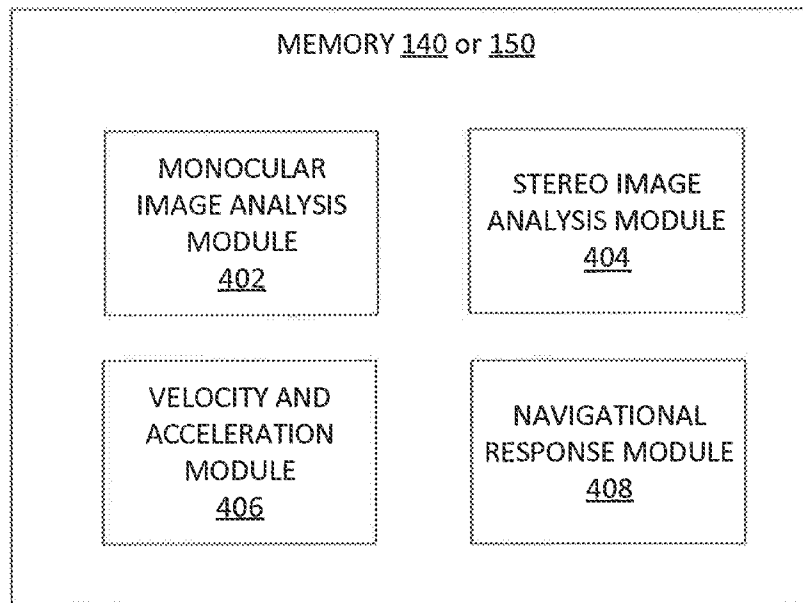 MEMORY 140 or 150
MONOCULAR
IMAGE ANALYSIS
MODULE
402
STEREO IMAGE
ANALYSIS MODULE
404
VELOCITY AND
ACCELERATION
MODULE
406
NAVIGATIONAL
RESPONSE MODULE
408